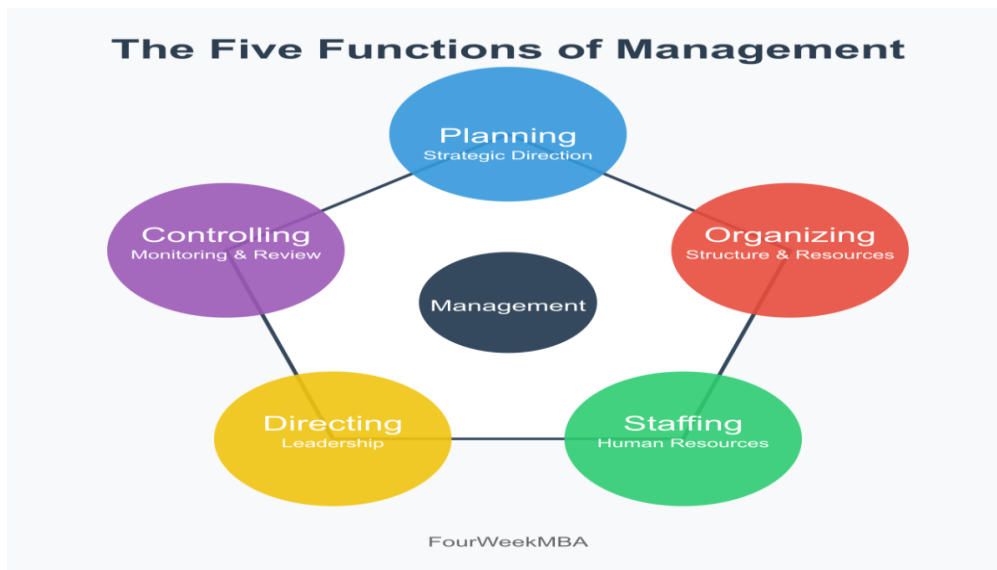 The Five Functions of Management
Planning
Strategic Direction
Controlling
Monitoring & Review
Organizing
Structure & Resources
Management
Directing
Leadership
Staffing
Human Resources
FourWeekMBA